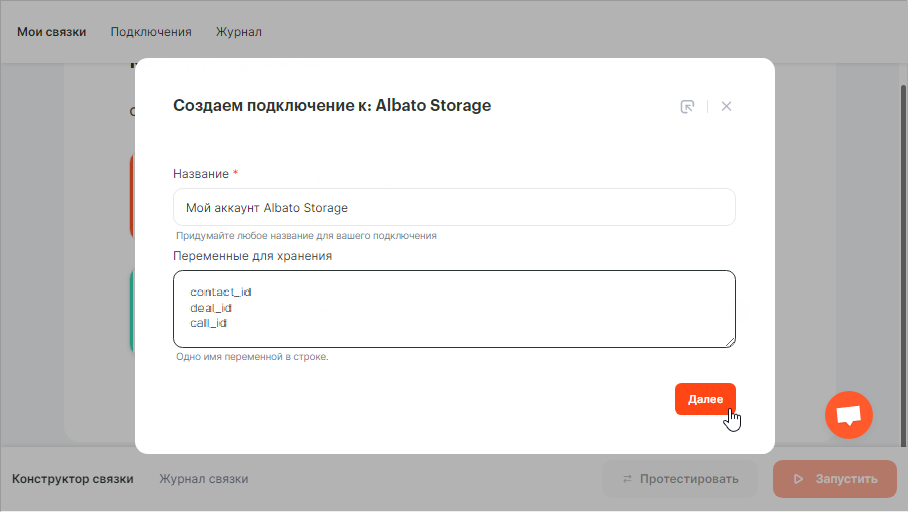 Мои связки Подключения Журнал
Создаем подключение к: Albato Storage
Название *
Мой аккаунт Albato Storage
Придумайте любое название для вашего подключения
Переменные для хранения
contact_id
deal_id
call_id
Одно имя переменной в строке.
Далее
Конструктор связки Журнал связки Протестировать Запустить